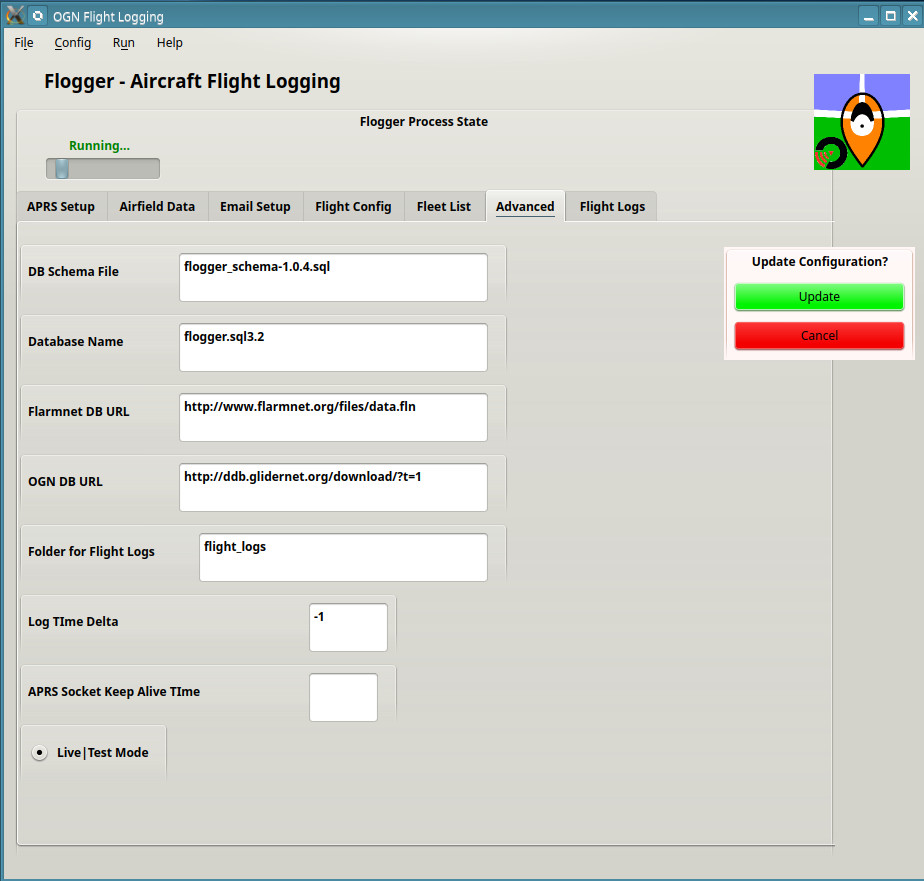 OGN Flight Logging
File Config Run Help
Flogger - Aircraft Flight Logging
Flogger Process State
Running...
APRS Setup Airfield Data Email Setup Flight Config Fleet List Advanced Flight Logs
DB Schema File flogger_schema-1.0.4.sql
Update Configuration?
Update
Cancel
Database Name flogger.sql3.2
Flarmnet DB URL http://www.flarmnet.org/files/data.fln
OGN DB URL http://ddb.glidernet.org/download/?t=1
Folder for Flight Logs flight_logs
Log TIme Delta -1
APRS Socket Keep Alive TIme
Live|Test Mode